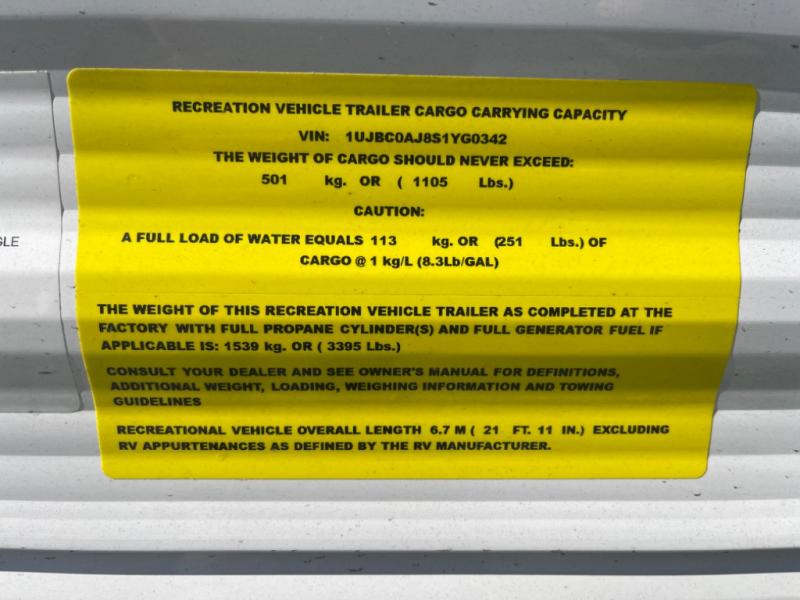 RECREATION VEHICLE TRAILER CARGO CARRYING CAPACITY
VIN: 1UJBC0AJ8S1YG0342
THE WEIGHT OF CARGO SHOULD NEVER EXCEED:
501 kg. OR ( 1105 Lbs.)
CAUTION:
A FULL LOAD OF WATER EQUALS 113 kg. OR (251 Lbs.) OF
CARGO @ 1 kg/L (8.3Lb/GAL)
THE WEIGHT OF THIS RECREATION VEHICLE TRAILER AS COMPLETED AT THE
FACTORY WITH FULL PROPANE CYLINDER(S) AND FULL GENERATOR FUEL IF
APPLICABLE IS: 1539 kg. OR ( 3395 Lbs.)
CONSULT YOUR DEALER AND SEE OWNER'S MANUAL FOR DEFINITIONS,
ADDITIONAL WEIGHT, LOADING, WEIGHING INFORMATION AND TOWING
GUIDELINES
RECREATIONAL VEHICLE OVERALL LENGTH 6.7 M ( 21 FT. 11 IN.) EXCLUDING
RV APPURTENANCES AS DEFINED BY THE RV MANUFACTURER.